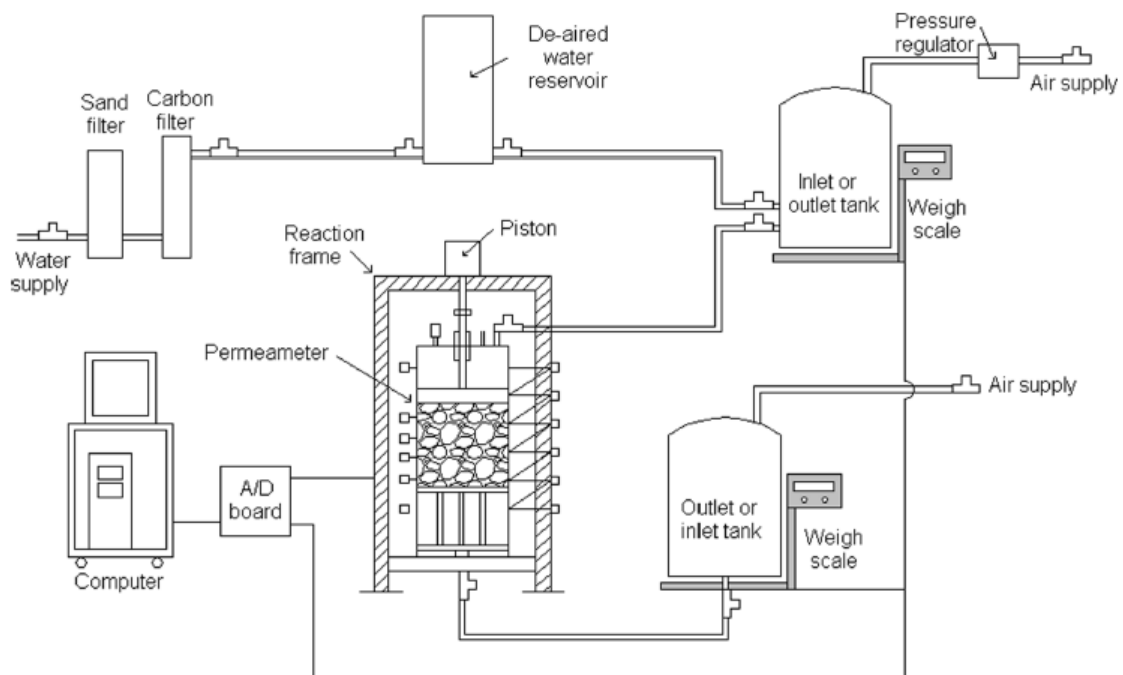 De-aired
water
reservoir
Pressure
regulator
Air supply
Sand
filter
Carbon
filter
Inlet or
outlet tank
Weigh
scale
Water
supply
Reaction
frame
Piston
Permeameter
Air supply
A/D
board
Outlet or
inlet tank
Weigh
scale
Computer